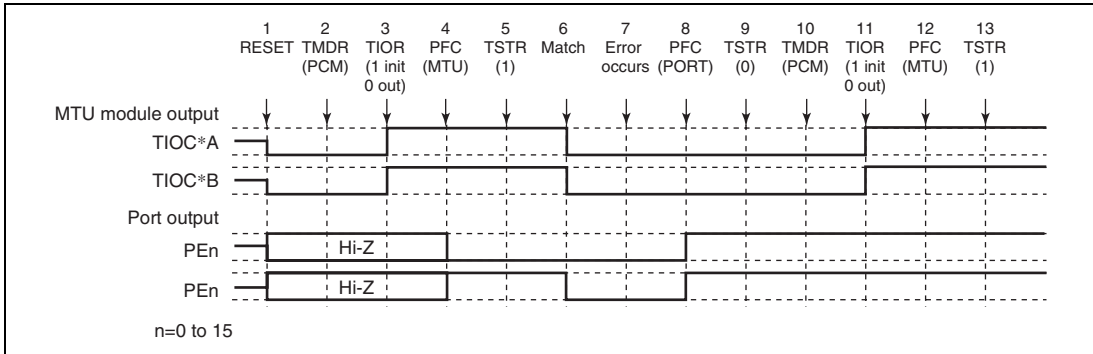 1 2 3 4 5 6 7 8 9 10 11 12 13
RESET TMDR TIOR PFC TSTR Match Error PFC TSTR TMDR TIOR PFC TSTR
(PCM) (1 init (MTU) (1) occurs (PORT) (0) (PCM) (1 init (MTU) (1)
0 out) 0 out)
MTU module output
TIOC*A
TIOC*B
Port output
PEn Hi-Z
PEn Hi-Z
n=0 to 15